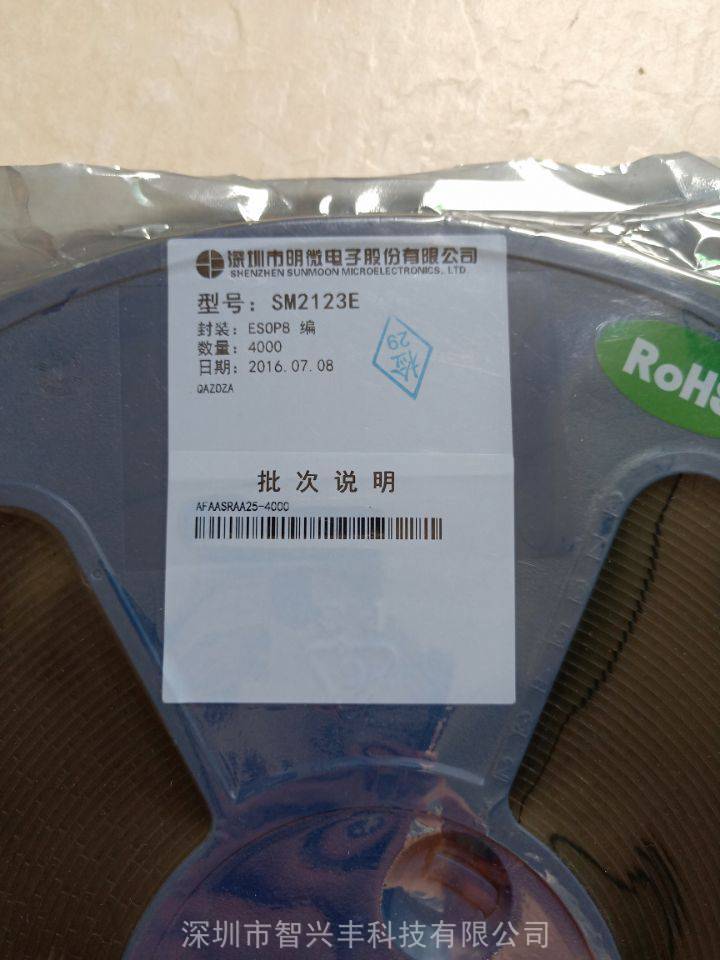 深圳市明微电子股份有限公司
SHENZHEN SUNMOON MICROELECTRONICS., LTD
型号: SM2123E
封装: ESOP8 编
数量: 4000
日期: 2016.07.08
QAZOZA
检
29
RoHS
批次说明
AFAASRAA25-4000
深圳市智兴丰科技有限公司